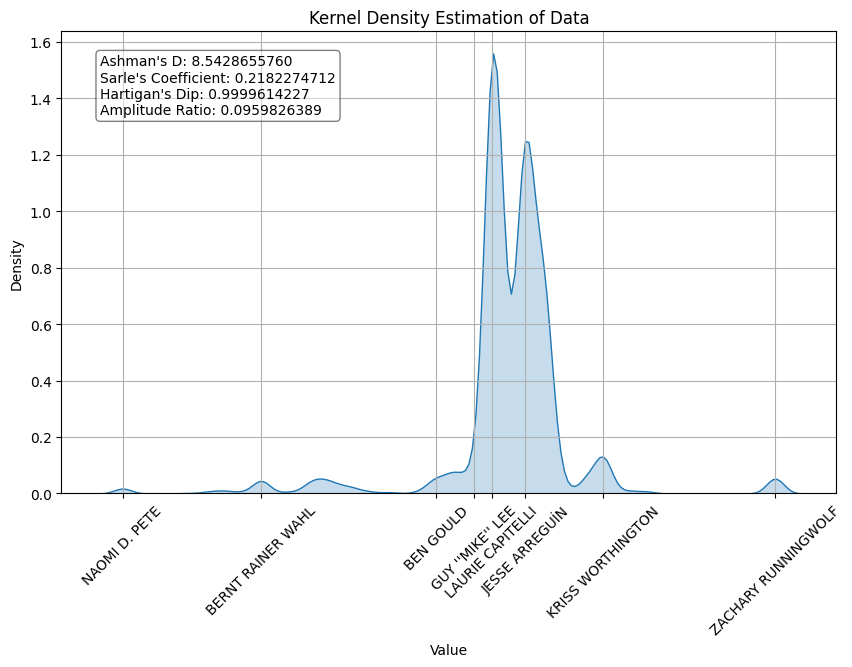 Kernel Density Estimation of Data
Ashman's D: 8.5428655760
Sarle's Coefficient: 0.2182274712
Hartigan's Dip: 0.9999614227
Amplitude Ratio: 0.0959826389
Density
1.6
1.4
1.2
1.0
0.8
0.6
0.4
0.2
0.0
NAOMI D. PETE
BERNT RAINER WAHL
BEN GOULD
GUY ''MIKE'' LEE
LAURIE CAPITELLI
JESSE ARREGUÍN
KRISS WORTHINGTON
ZACHARY RUNNINGWOLF
Value